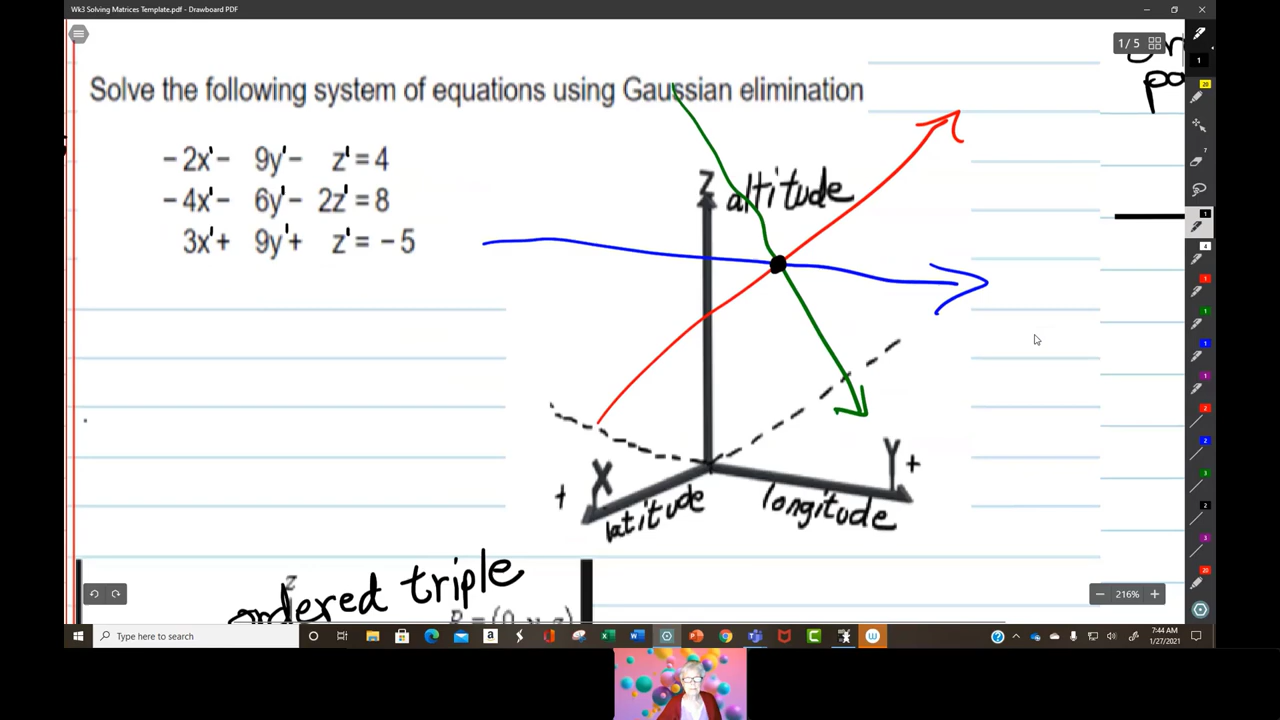 Wk3 Solving Matrices Template.pdf - Drawboard PDF
1/5
Solve the following system of equations using Gaussian elimination
po
-2x' - 9y' - z' = 4
-4x' - 6y' - 2z' = 8
3x' + 9y' + z' = -5
Z altitude
X
Y +
+
latitude
longitude
ordered triple
z
216%
Type here to search
7:44 AM
1/27/2021